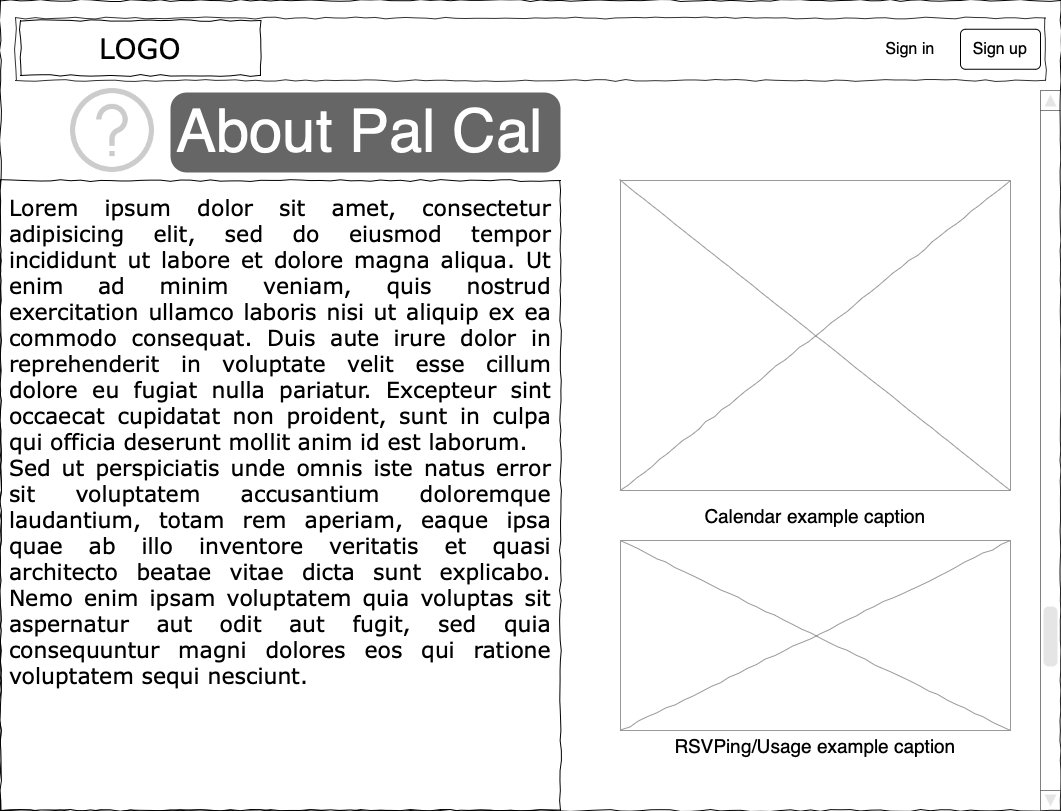 LOGO
Sign in
Sign up
?
About Pal Cal
Lorem ipsum dolor sit amet, consectetur
adipisicing elit, sed do eiusmod tempor
incididunt ut labore et dolore magna aliqua. Ut
enim ad minim veniam, quis nostrud
exercitation ullamco laboris nisi ut aliquip ex ea
commodo consequat. Duis aute irure dolor in
reprehenderit in voluptate velit esse cillum
dolore eu fugiat nulla pariatur. Excepteur sint
occaecat cupidatat non proident, sunt in culpa
qui officia deserunt mollit anim id est laborum.
Sed ut perspiciatis unde omnis iste natus error
sit voluptatem accusantium doloremque
laudantium, totam rem aperiam, eaque ipsa
quae ab illo inventore veritatis et quasi
architecto beatae vitae dicta sunt explicabo.
Nemo enim ipsam voluptatem quia voluptas sit
aspernatur aut odit aut fugit, sed quia
consequuntur magni dolores eos qui ratione
voluptatem sequi nesciunt.
Calendar example caption
RSVPing/Usage example caption